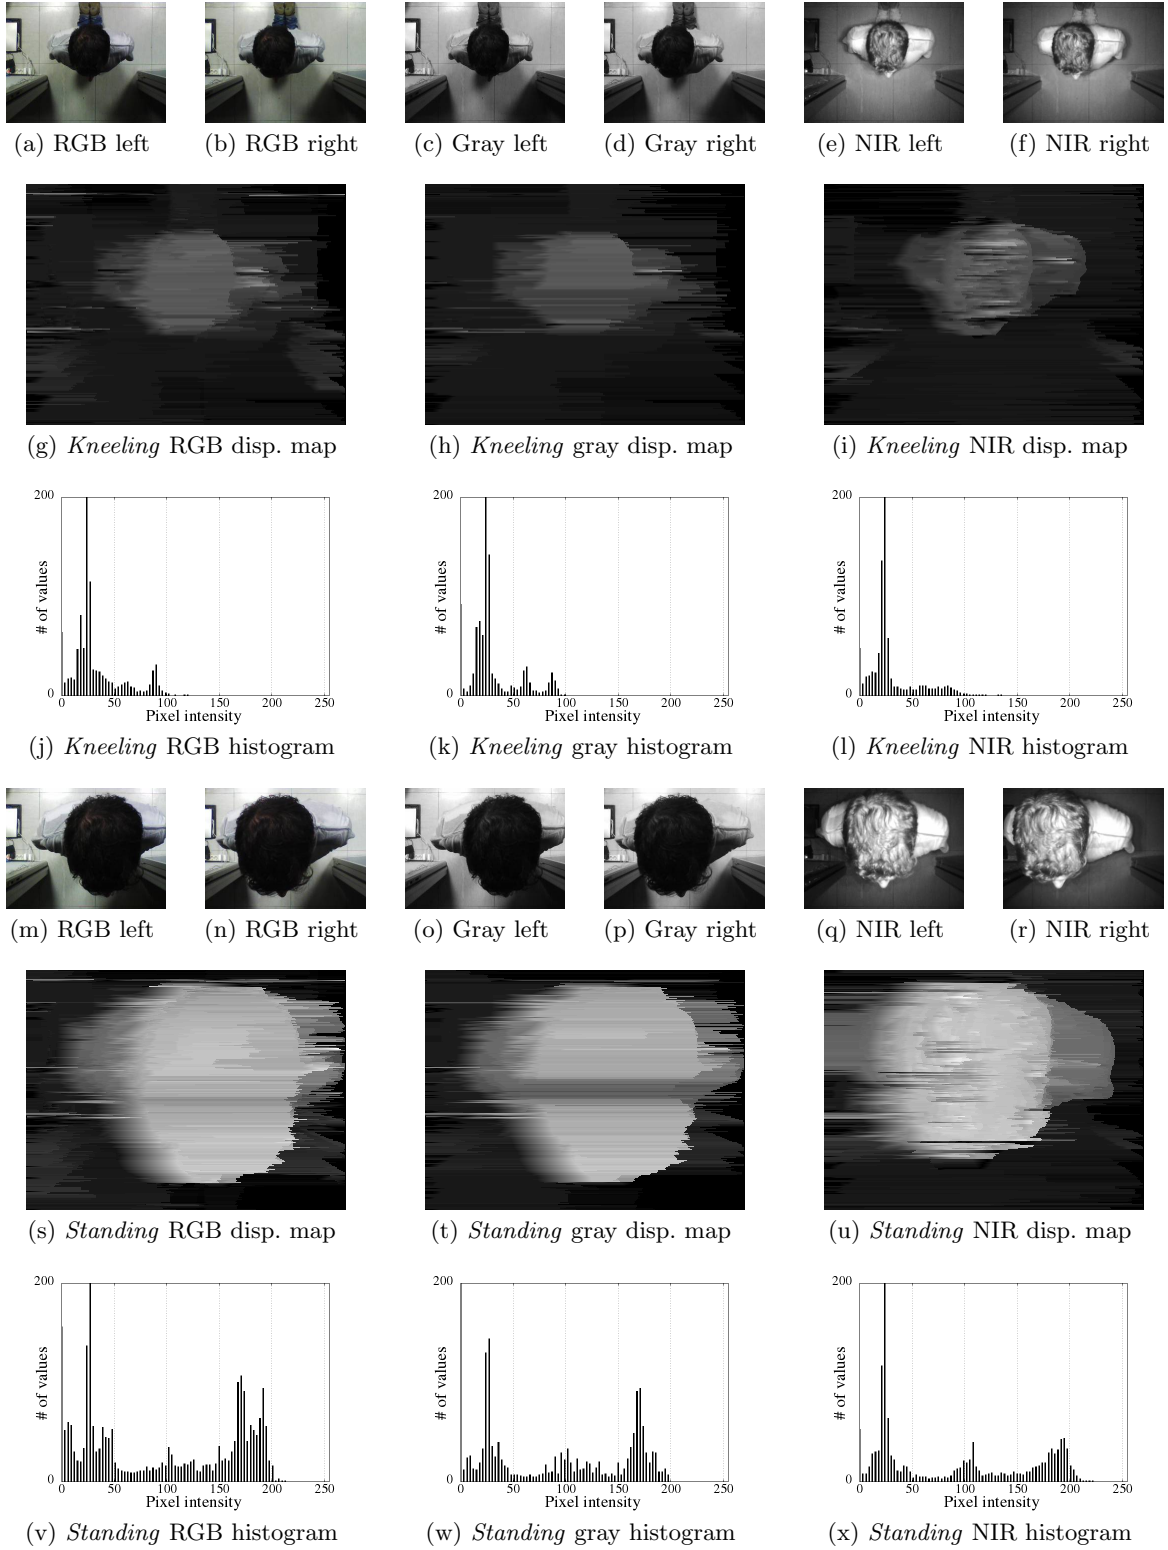 (a) RGB left (b) RGB right (c) Gray left (d) Gray right (e) NIR left (f) NIR right
(g) Kneeling RGB disp. map (h) Kneeling gray disp. map (i) Kneeling NIR disp. map
200 200 200
# of values # of values # of values
0 0 0
0 50 100 150 200 250 0 50 100 150 200 250 0 50 100 150 200 250
Pixel intensity Pixel intensity Pixel intensity
(j) Kneeling RGB histogram (k) Kneeling gray histogram (l) Kneeling NIR histogram
(m) RGB left (n) RGB right (o) Gray left (p) Gray right (q) NIR left (r) NIR right
(s) Standing RGB disp. map (t) Standing gray disp. map (u) Standing NIR disp. map
200 200 200
# of values # of values # of values
0 0 0
0 50 100 150 200 250 0 50 100 150 200 250 0 50 100 150 200 250
Pixel intensity Pixel intensity Pixel intensity
(v) Standing RGB histogram (w) Standing gray histogram (x) Standing NIR histogram